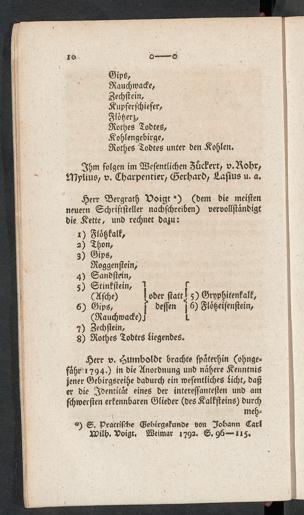 10
Gips,
Rauchwacke,
Zechstein,
Kupferschiefer,
Flötzerz,
Rothes Todtes,
Kohlengebirge,
Rothes Todtes unter den Kohlen.
Ihm folgen im Wesentlichen Zückert, v. Rohr,
Mylius, v. Charpentier, Gerhard, Lasius u. a.
Herr Bergrath Voigt *) (dem die meisten
neuern Schriftsteller nachschreiben) vervollständigt
die Kette, und rechnet dazu:
1) Flötzkalk,
2) Thon,
3) Gips,
Roggenstein,
4) Sandstein,
5) Stinkstein,
(Asche) oder statt 5) Gryphitenkalk,
6) Gips, dessen 6) Flötzeisenstein,
(Rauchwacke)
7) Zechstein,
8) Rothes Todtes Liegendes.
Herr v. Humboldt brachte späterhin (ohnge-
fähr 1794.) in die Anordnung und nähere Kenntnis
jener Gebirgsreihe dadurch ein wesentliches Licht, daß
er die Identität eines der interessantesten und am
schwersten erkennbaren Glieder (des Kalksteins) durch
meh-
*) S. Practische Gebirgskunde von Johann Carl
Wilh. Voigt. Weimar 1792. S. 96—115.